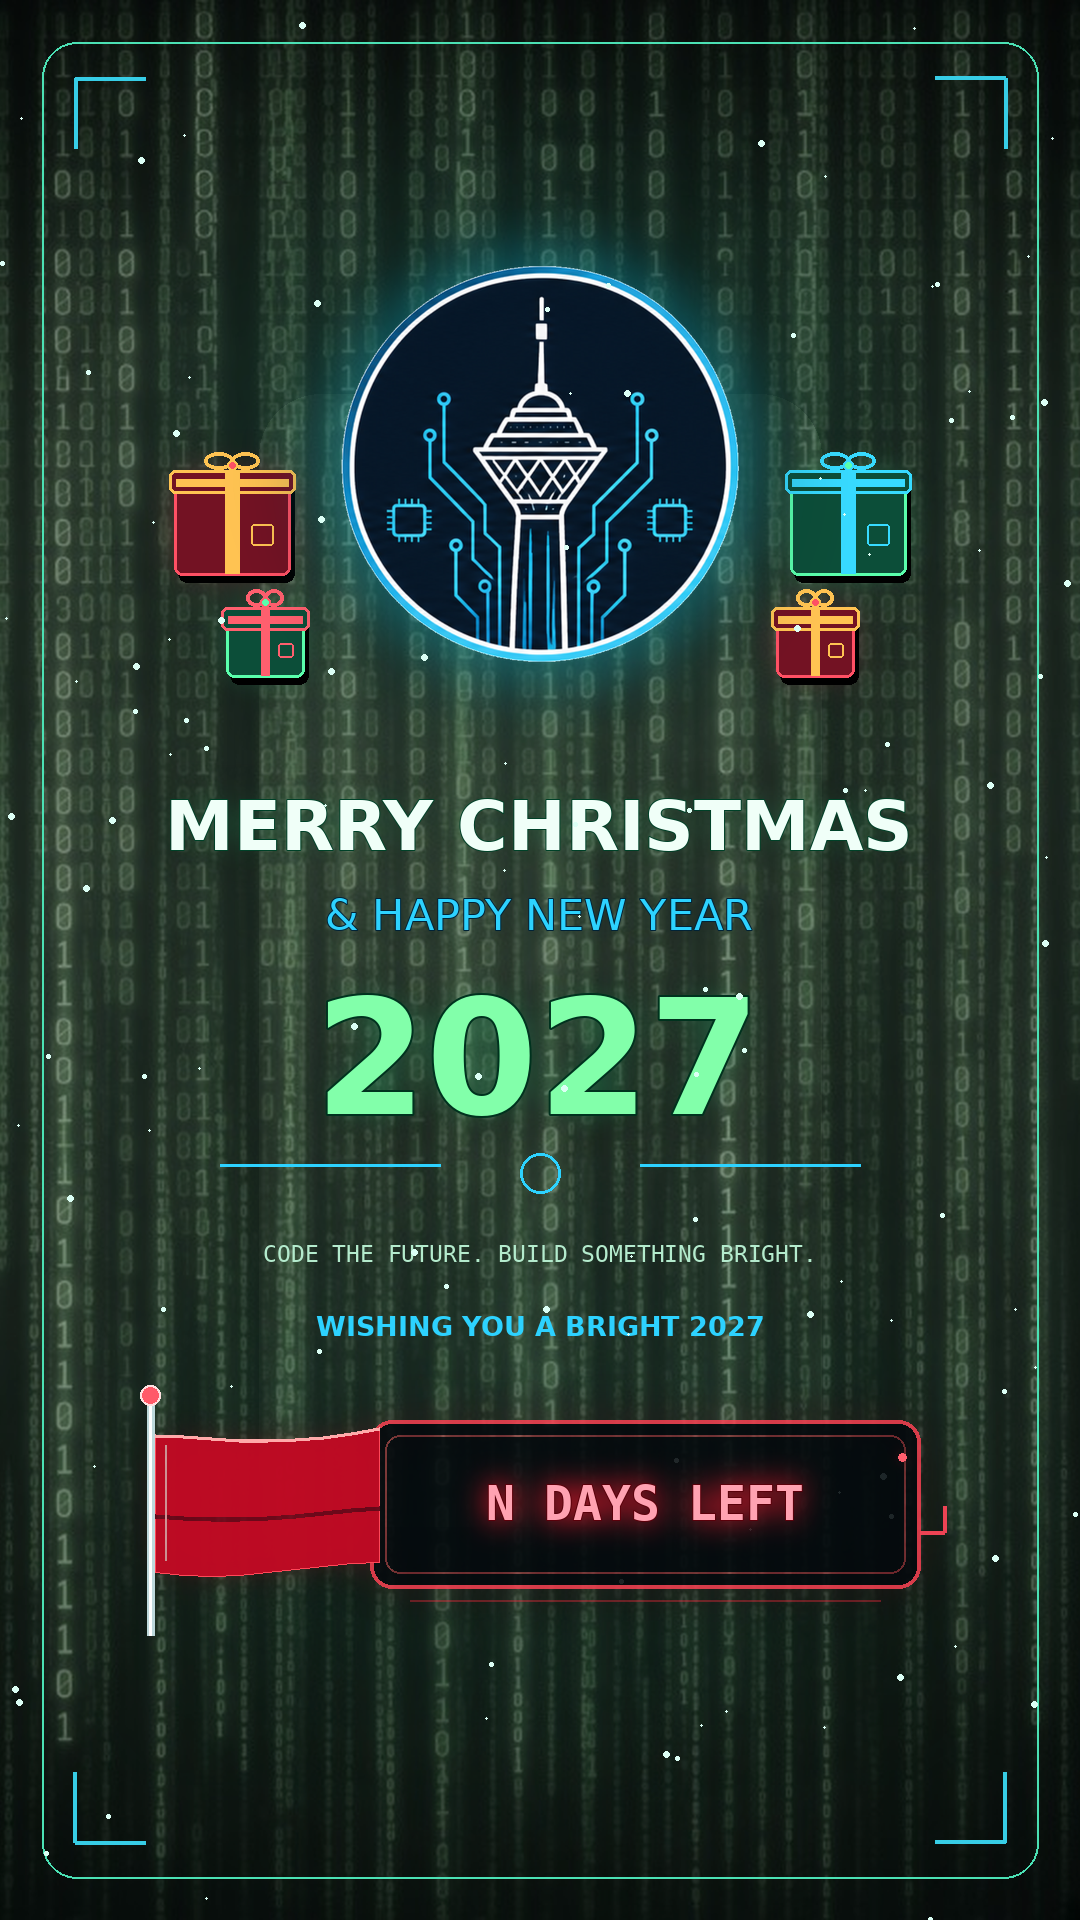 MERRY CHRISTMAS
& HAPPY NEW YEAR
2027
CODE THE FUTURE. BUILD SOMETHING BRIGHT.
WISHING YOU A BRIGHT 2027
N DAYS LEFT